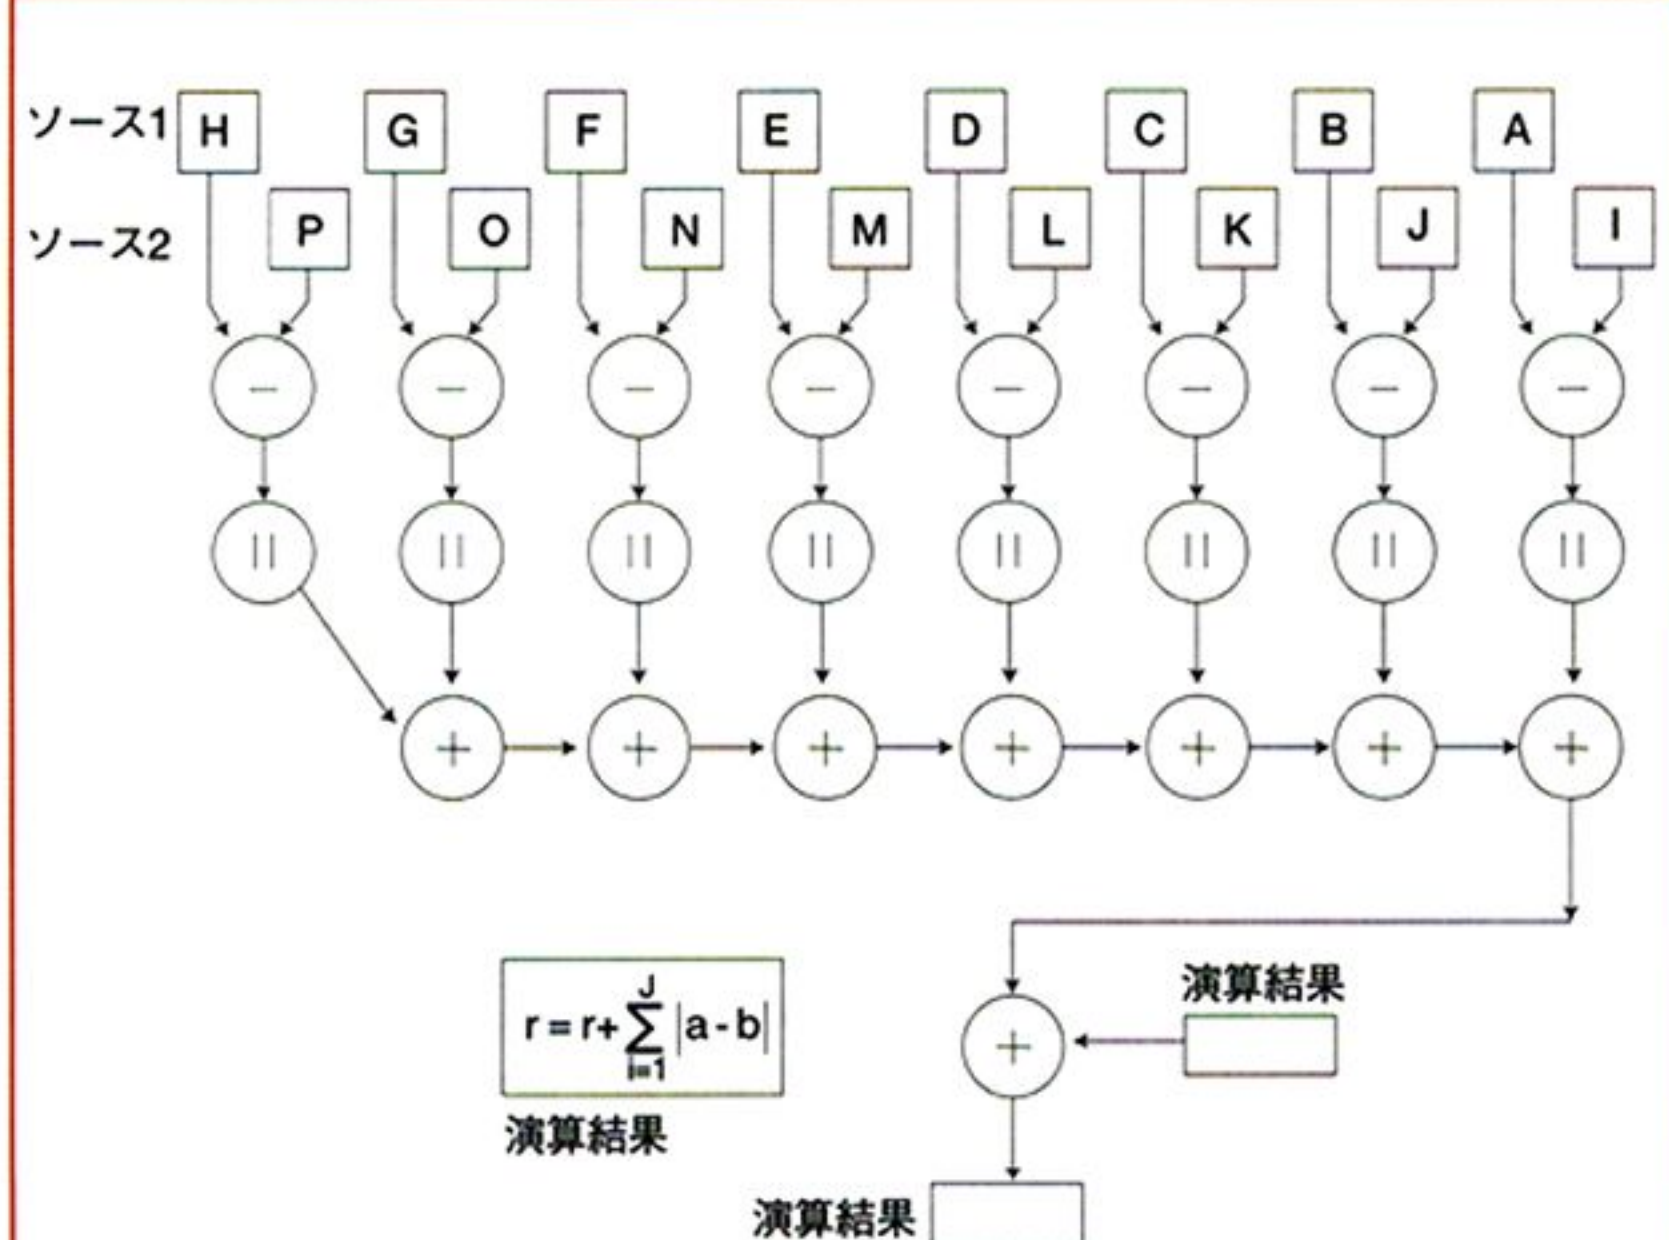 ソース1 H G F E D C B A
ソース2 P O N M L K J I
− − − − − − − −
|| || || || || || || ||
+ + + + + + +
演算結果
r = r+ J ∑ i=1 |a - b|
+
演算結果
演算結果